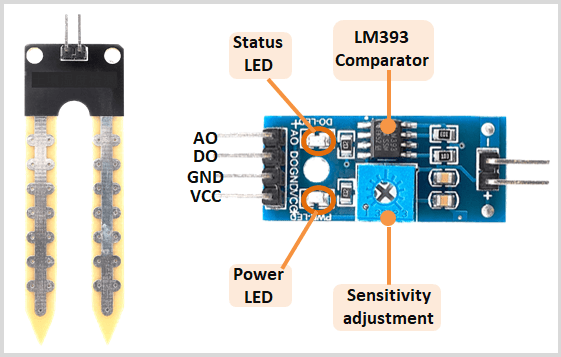 Status
LED
LM393
Comparator
DO-LED
AO
DO
GND
VCC
+AO DOGNDVCC
-
+
PWR-LED
Power
LED
Sensitivity
adjustment